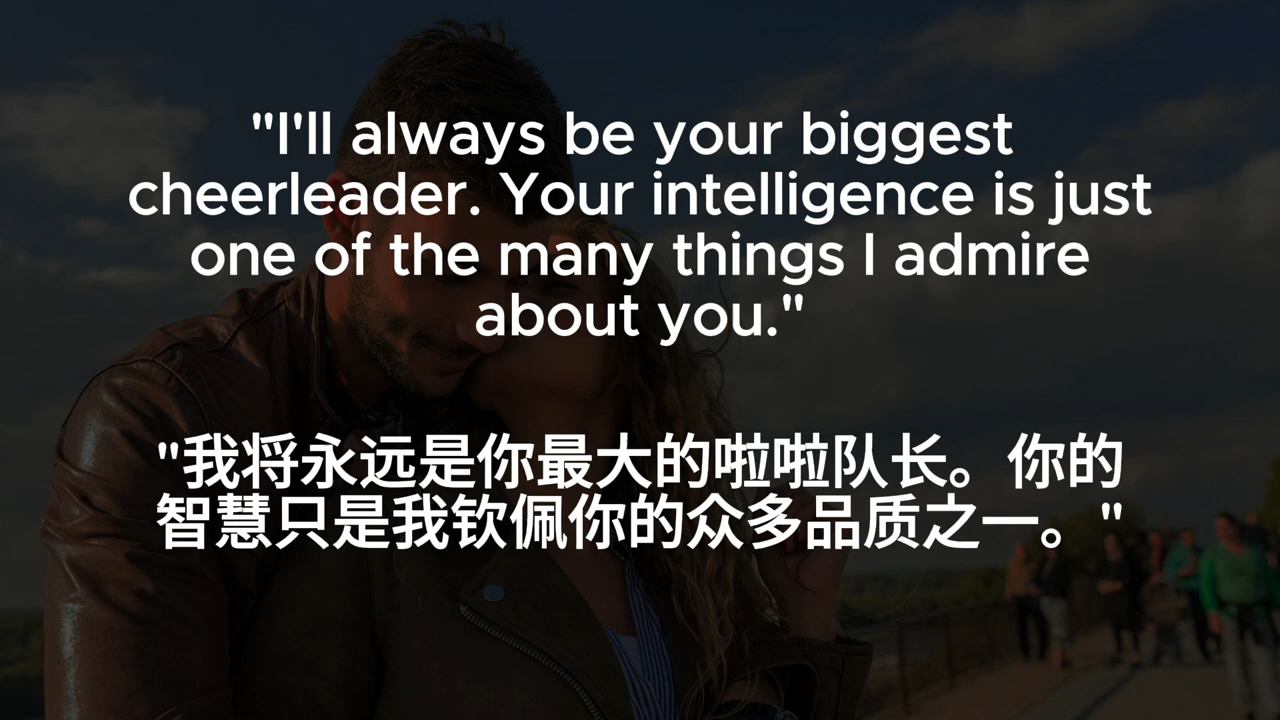 "I'll always be your biggest
cheerleader. Your intelligence is just
one of the many things I admire
about you."
"我将永远是你最大的啦啦队长。你的
智慧只是我钦佩你的众多品质之一。"